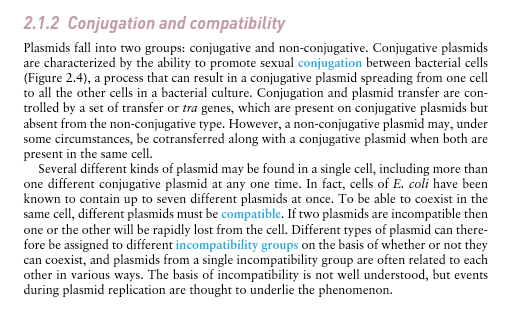 2.1.2 Conjugation and compatibility
Plasmids fall into two groups: conjugative and non-conjugative. Conjugative plasmids
are characterized by the ability to promote sexual conjugation between bacterial cells
(Figure 2.4), a process that can result in a conjugative plasmid spreading from one cell
to all the other cells in a bacterial culture. Conjugation and plasmid transfer are con-
trolled by a set of transfer or tra genes, which are present on conjugative plasmids but
absent from the non-conjugative type. However, a non-conjugative plasmid may, under
some circumstances, be cotransferred along with a conjugative plasmid when both are
present in the same cell.
Several different kinds of plasmid may be found in a single cell, including more than
one different conjugative plasmid at any one time. In fact, cells of E. coli have been
known to contain up to seven different plasmids at once. To be able to coexist in the
same cell, different plasmids must be compatible. If two plasmids are incompatible then
one or the other will be rapidly lost from the cell. Different types of plasmid can there-
fore be assigned to different incompatibility groups on the basis of whether or not they
can coexist, and plasmids from a single incompatibility group are often related to each
other in various ways. The basis of incompatibility is not well understood, but events
during plasmid replication are thought to underlie the phenomenon.